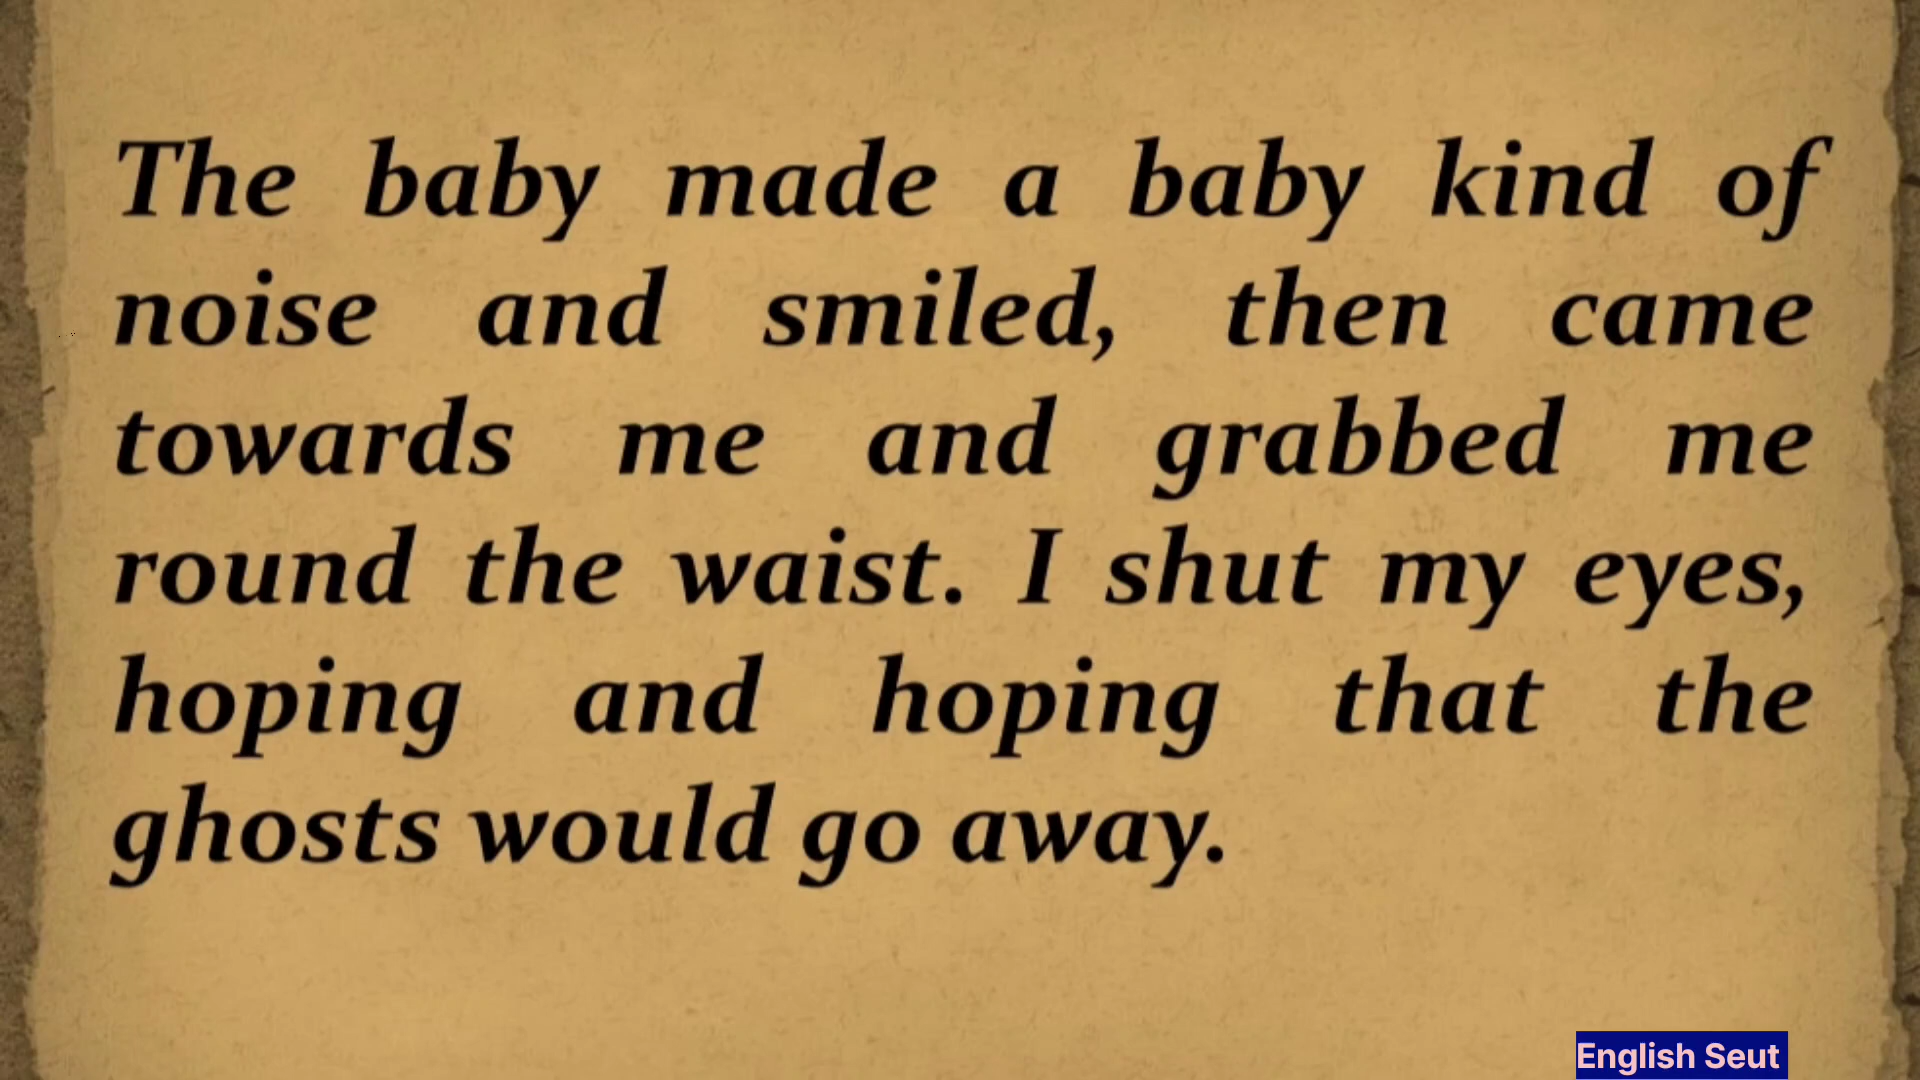 The baby made a baby kind of
noise and smiled, then came
towards me and grabbed me
round the waist. I shut my eyes,
hoping and hoping that the
ghosts would go away.
English Seut